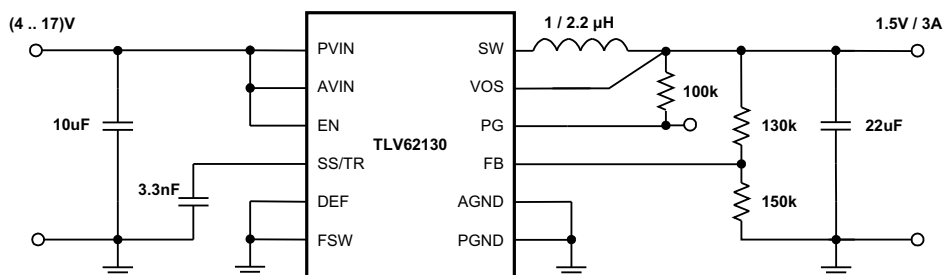 (4 .. 17)V
1 / 2.2 µH
1.5V / 3A
PVIN
SW
AVIN
VOS
100k
10uF
EN
PG
130k
22uF
TLV62130
SS/TR
FB
3.3nF
DEF
AGND
150k
FSW
PGND